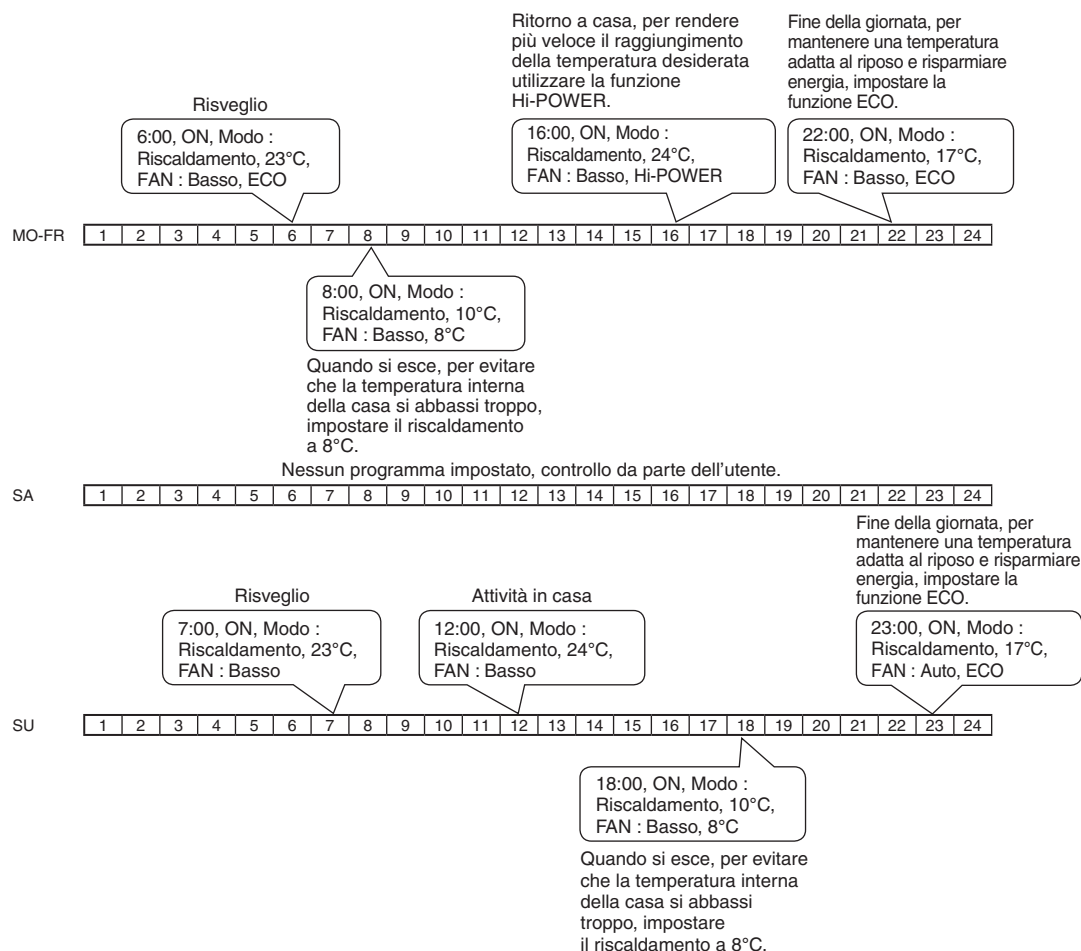 Ritorno a casa, per rendere
più veloce il raggiungimento
della temperatura desiderata
utilizzare la funzione
Hi-POWER.
Fine della giornata, per
mantenere una temperatura
adatta al riposo e risparmiare
energia, impostare la
funzione ECO.
Risveglio
6:00, ON, Modo :
Riscaldamento, 23°C,
FAN : Basso, ECO
16:00, ON, Modo :
Riscaldamento, 24°C,
FAN : Basso, Hi-POWER
22:00, ON, Modo :
Riscaldamento, 17°C,
FAN : Basso, ECO
MO-FR 1 2 3 4 5 6 7 8 9 10 11 12 13 14 15 16 17 18 19 20 21 22 23 24
8:00, ON, Modo :
Riscaldamento, 10°C,
FAN : Basso, 8°C
Quando si esce, per evitare
che la temperatura interna
della casa si abbassi troppo,
impostare il riscaldamento
a 8°C.
Nessun programma impostato, controllo da parte dell'utente.
SA 1 2 3 4 5 6 7 8 9 10 11 12 13 14 15 16 17 18 19 20 21 22 23 24
Fine della giornata, per
mantenere una temperatura
adatta al riposo e risparmiare
energia, impostare la
funzione ECO.
Risveglio
7:00, ON, Modo :
Riscaldamento, 23°C,
FAN : Basso
Attività in casa
12:00, ON, Modo :
Riscaldamento, 24°C,
FAN : Basso
23:00, ON, Modo :
Riscaldamento, 17°C,
FAN : Auto, ECO
SU 1 2 3 4 5 6 7 8 9 10 11 12 13 14 15 16 17 18 19 20 21 22 23 24
18:00, ON, Modo :
Riscaldamento, 10°C,
FAN : Basso, 8°C
Quando si esce, per evitare
che la temperatura interna
della casa si abbassi
troppo, impostare
il riscaldamento a 8°C.